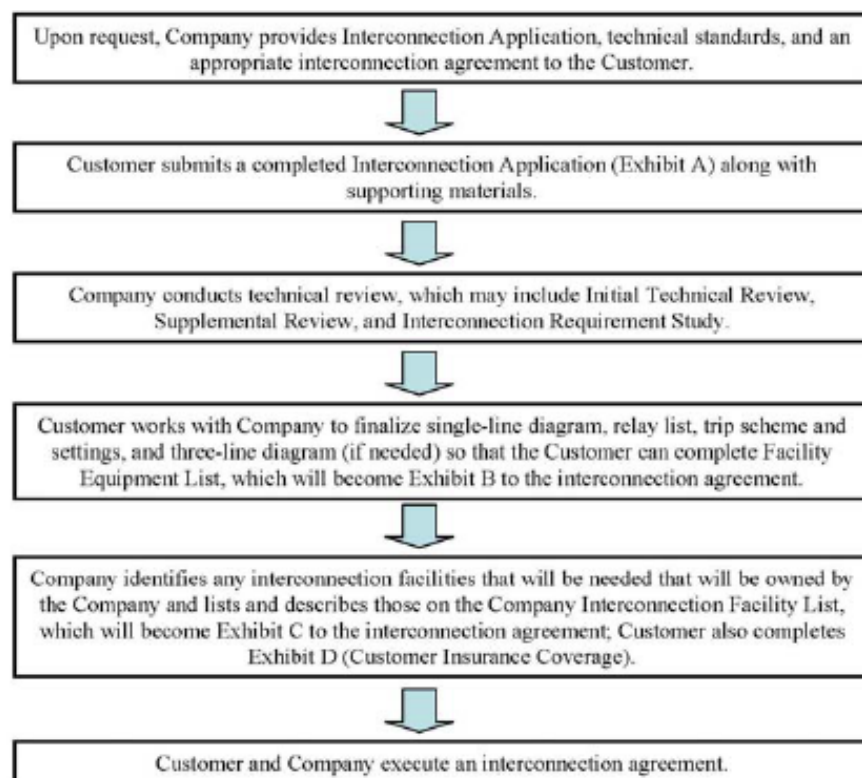 Upon request, Company provides Interconnection Application, technical standards, and an
appropriate interconnection agreement to the Customer.
Customer submits a completed Interconnection Application (Exhibit A) along with
supporting materials.
Company conducts technical review, which may include Initial Technical Review,
Supplemental Review, and Interconnection Requirement Study.
Customer works with Company to finalize single-line diagram, relay list, trip scheme and
settings, and three-line diagram (if needed) so that the Customer can complete Facility
Equipment List, which will become Exhibit B to the interconnection agreement.
Company identifies any interconnection facilities that will be needed that will be owned by
the Company and lists and describes those on the Company Interconnection Facility List,
which will become Exhibit C to the interconnection agreement; Customer also completes
Exhibit D (Customer Insurance Coverage).
Customer and Company execute an interconnection agreement.